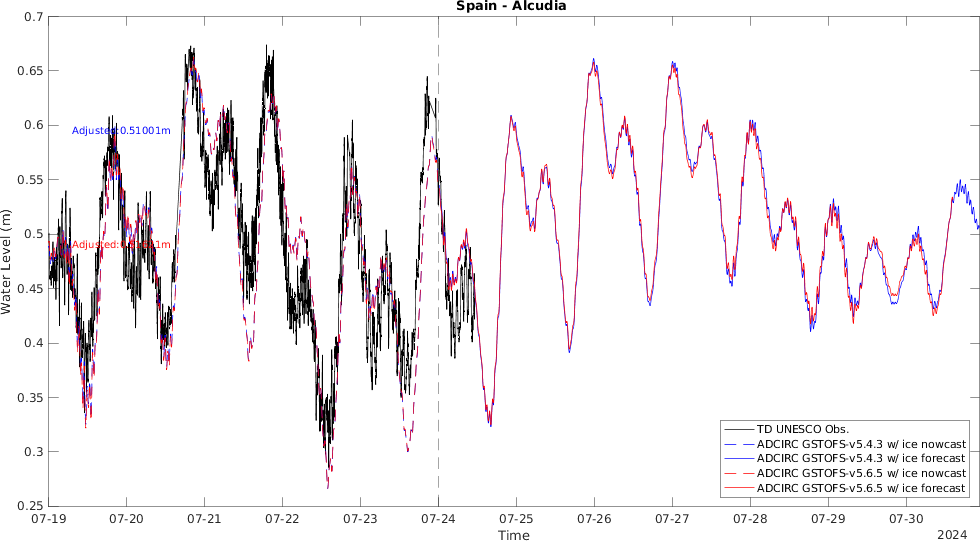 Spain - Alcudia
0.7
0.65
0.6
0.55
0.5
0.45
0.4
0.35
0.3
0.25
Water Level (m)
Adjusted:0.51001m
TD UNESCO Obs.
ADCIRC GSTOFS-v5.4.3 w/ ice nowcast
ADCIRC GSTOFS-v5.4.3 w/ ice forecast
ADCIRC GSTOFS-v5.6.5 w/ ice nowcast
ADCIRC GSTOFS-v5.6.5 w/ ice forecast
07-19 07-20 07-21 07-22 07-23 07-24 07-25 07-26 07-27 07-28 07-29 07-30
Time
2024